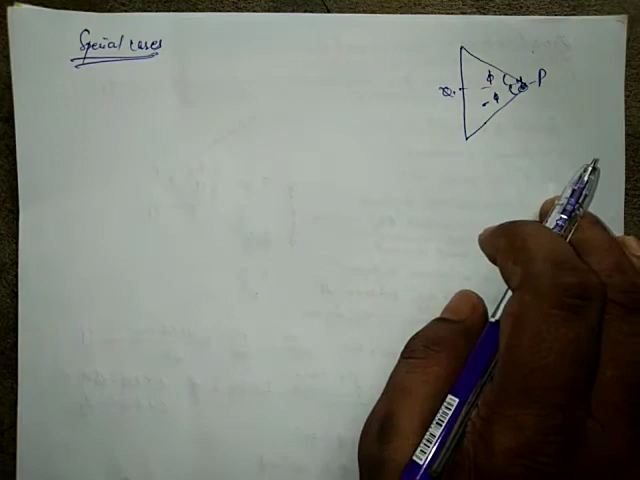 Special cases
φ
P
-φ